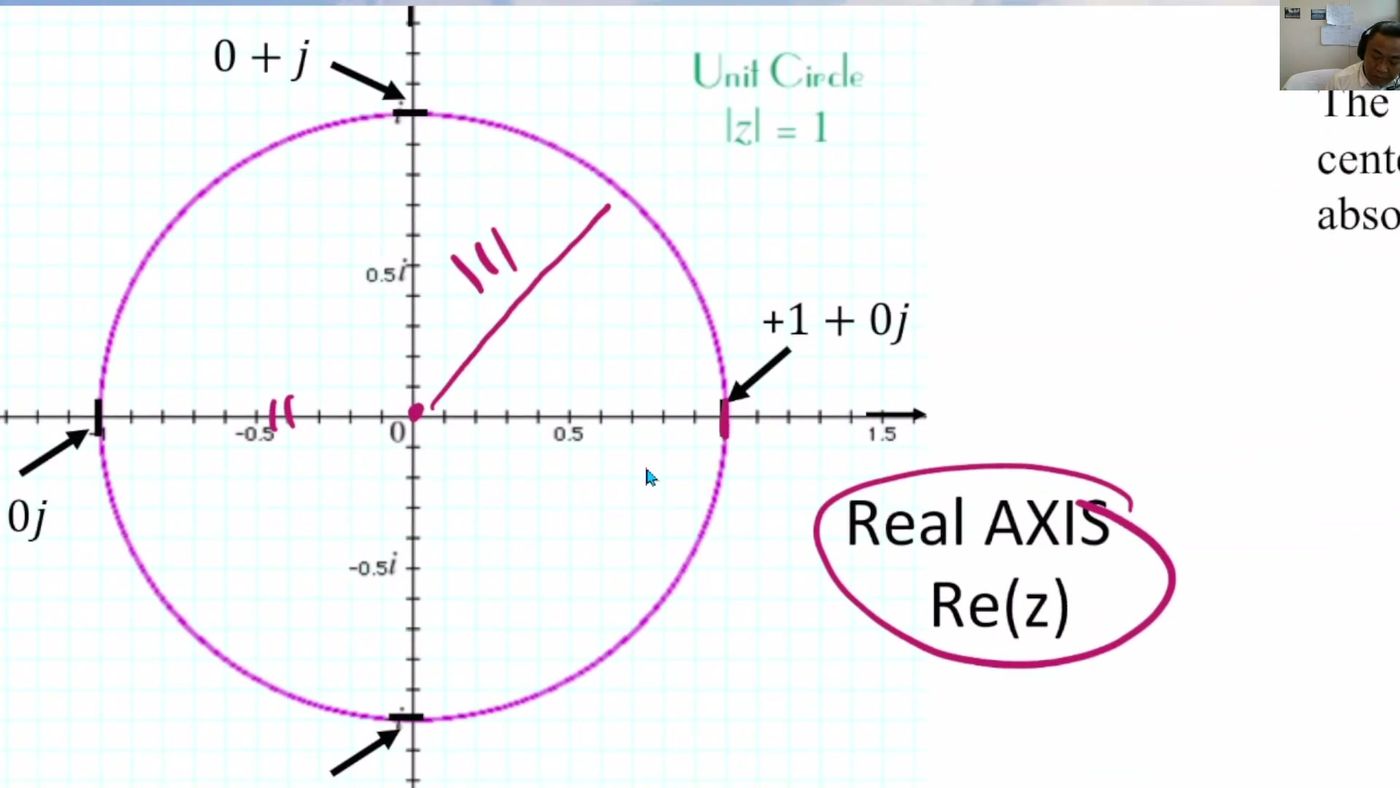 0 + j
Unit Circle
|z| = 1
The
cent
abso
i
0.5i
+1 + 0j
-0.5
0
0.5
1.5
0j
Real AXIS
Re(z)
-0.5i